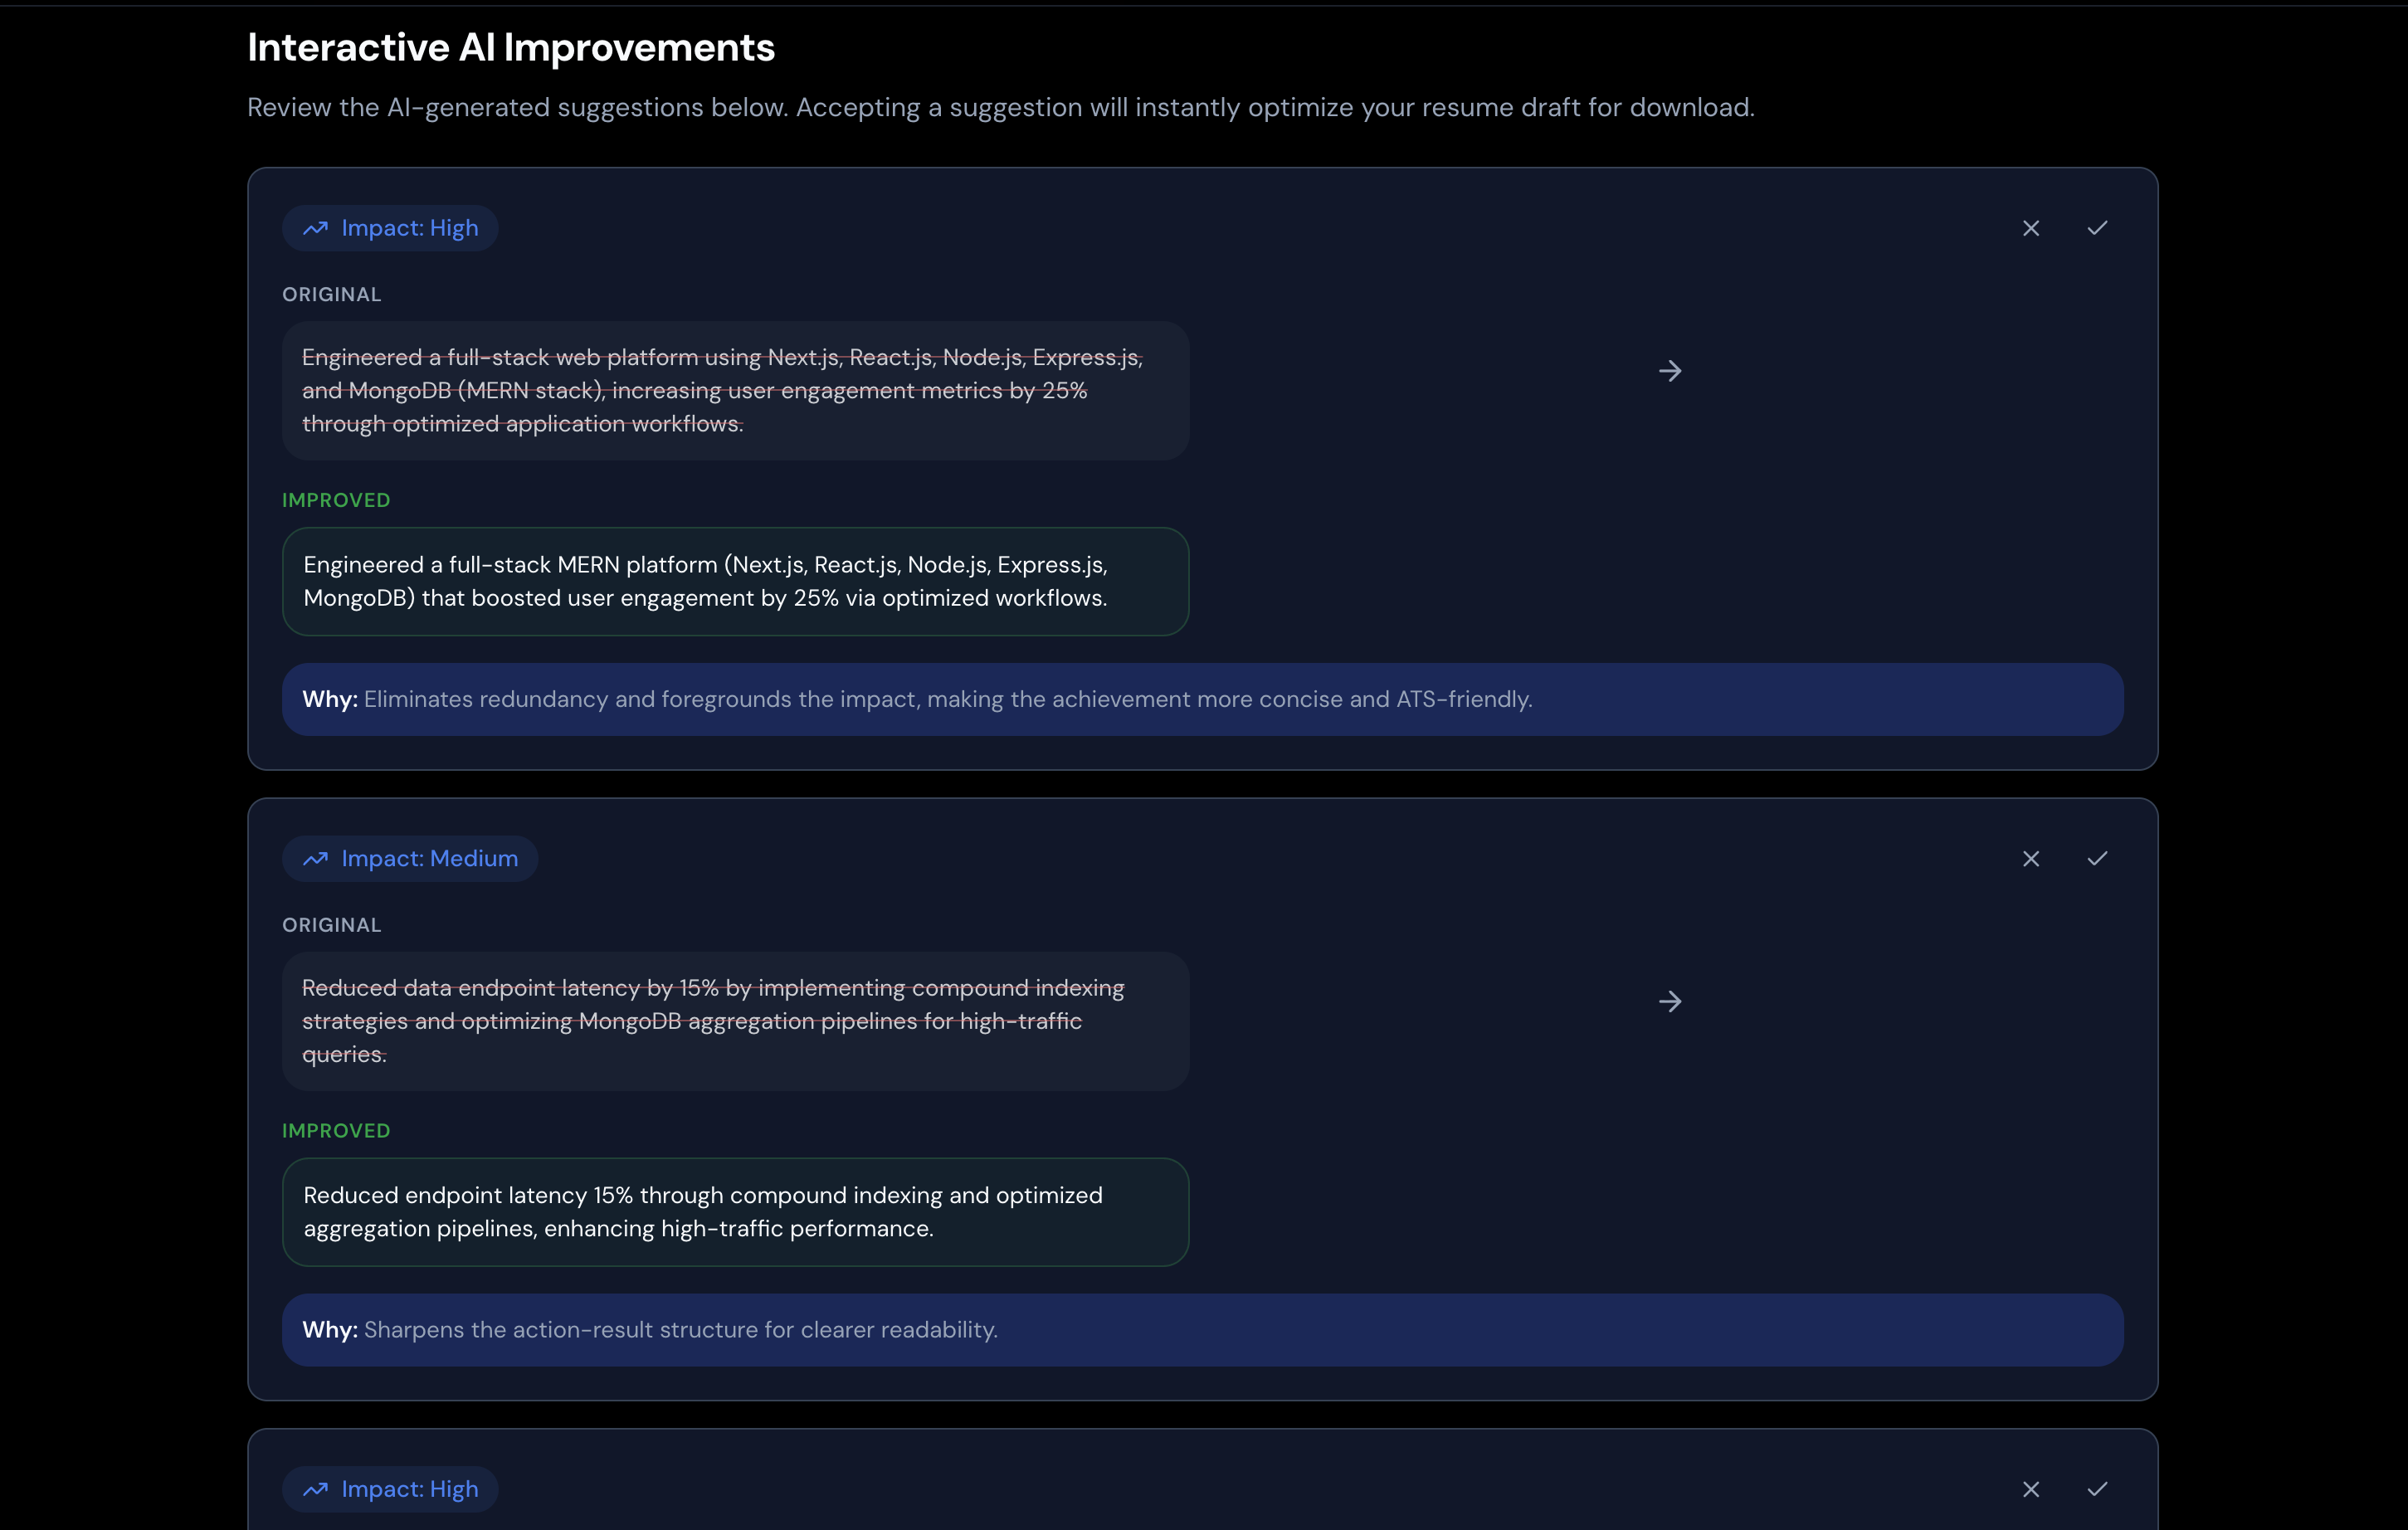 Interactive AI Improvements
Review the AI-generated suggestions below. Accepting a suggestion will instantly optimize your resume draft for download.
Impact: High
ORIGINAL
Engineered a full-stack web platform using Next.js, React.js, Node.js, Express.js,
and MongoDB (MERN stack), increasing user engagement metrics by 25%
through optimized application workflows.
IMPROVED
Engineered a full-stack MERN platform (Next.js, React.js, Node.js, Express.js,
MongoDB) that boosted user engagement by 25% via optimized workflows.
Why: Eliminates redundancy and foregrounds the impact, making the achievement more concise and ATS-friendly.
Impact: Medium
ORIGINAL
Reduced data endpoint latency by 15% by implementing compound indexing
strategies and optimizing MongoDB aggregation pipelines for high-traffic
queries.
IMPROVED
Reduced endpoint latency 15% through compound indexing and optimized
aggregation pipelines, enhancing high-traffic performance.
Why: Sharpens the action-result structure for clearer readability.
Impact: High